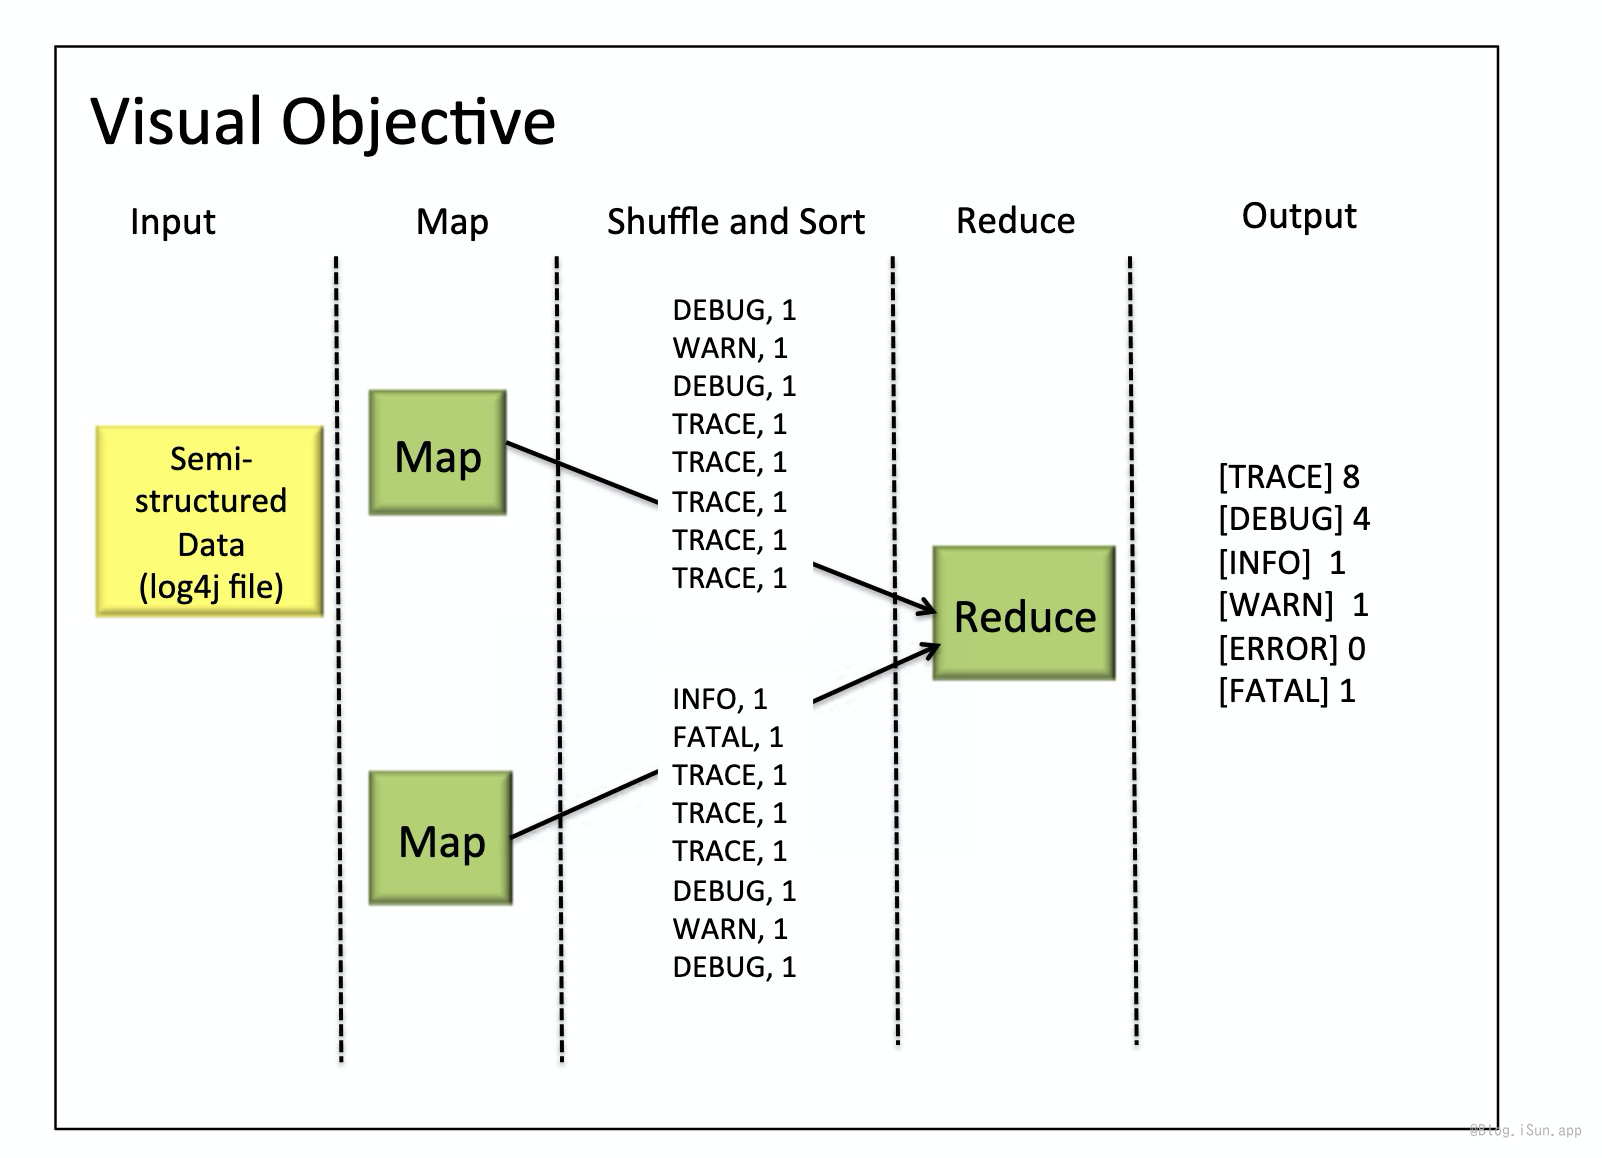 Visual Objective
Input
Map
Shuffle and Sort
Reduce
Output
Semi-
structured
Data
(log4j file)
Map
Map
DEBUG, 1
WARN, 1
DEBUG, 1
TRACE, 1
TRACE, 1
TRACE, 1
TRACE, 1
TRACE, 1
INFO, 1
FATAL, 1
TRACE, 1
TRACE, 1
TRACE, 1
DEBUG, 1
WARN, 1
DEBUG, 1
Reduce
[TRACE] 8
[DEBUG] 4
[INFO] 1
[WARN] 1
[ERROR] 0
[FATAL] 1
@Blog.iSun.app